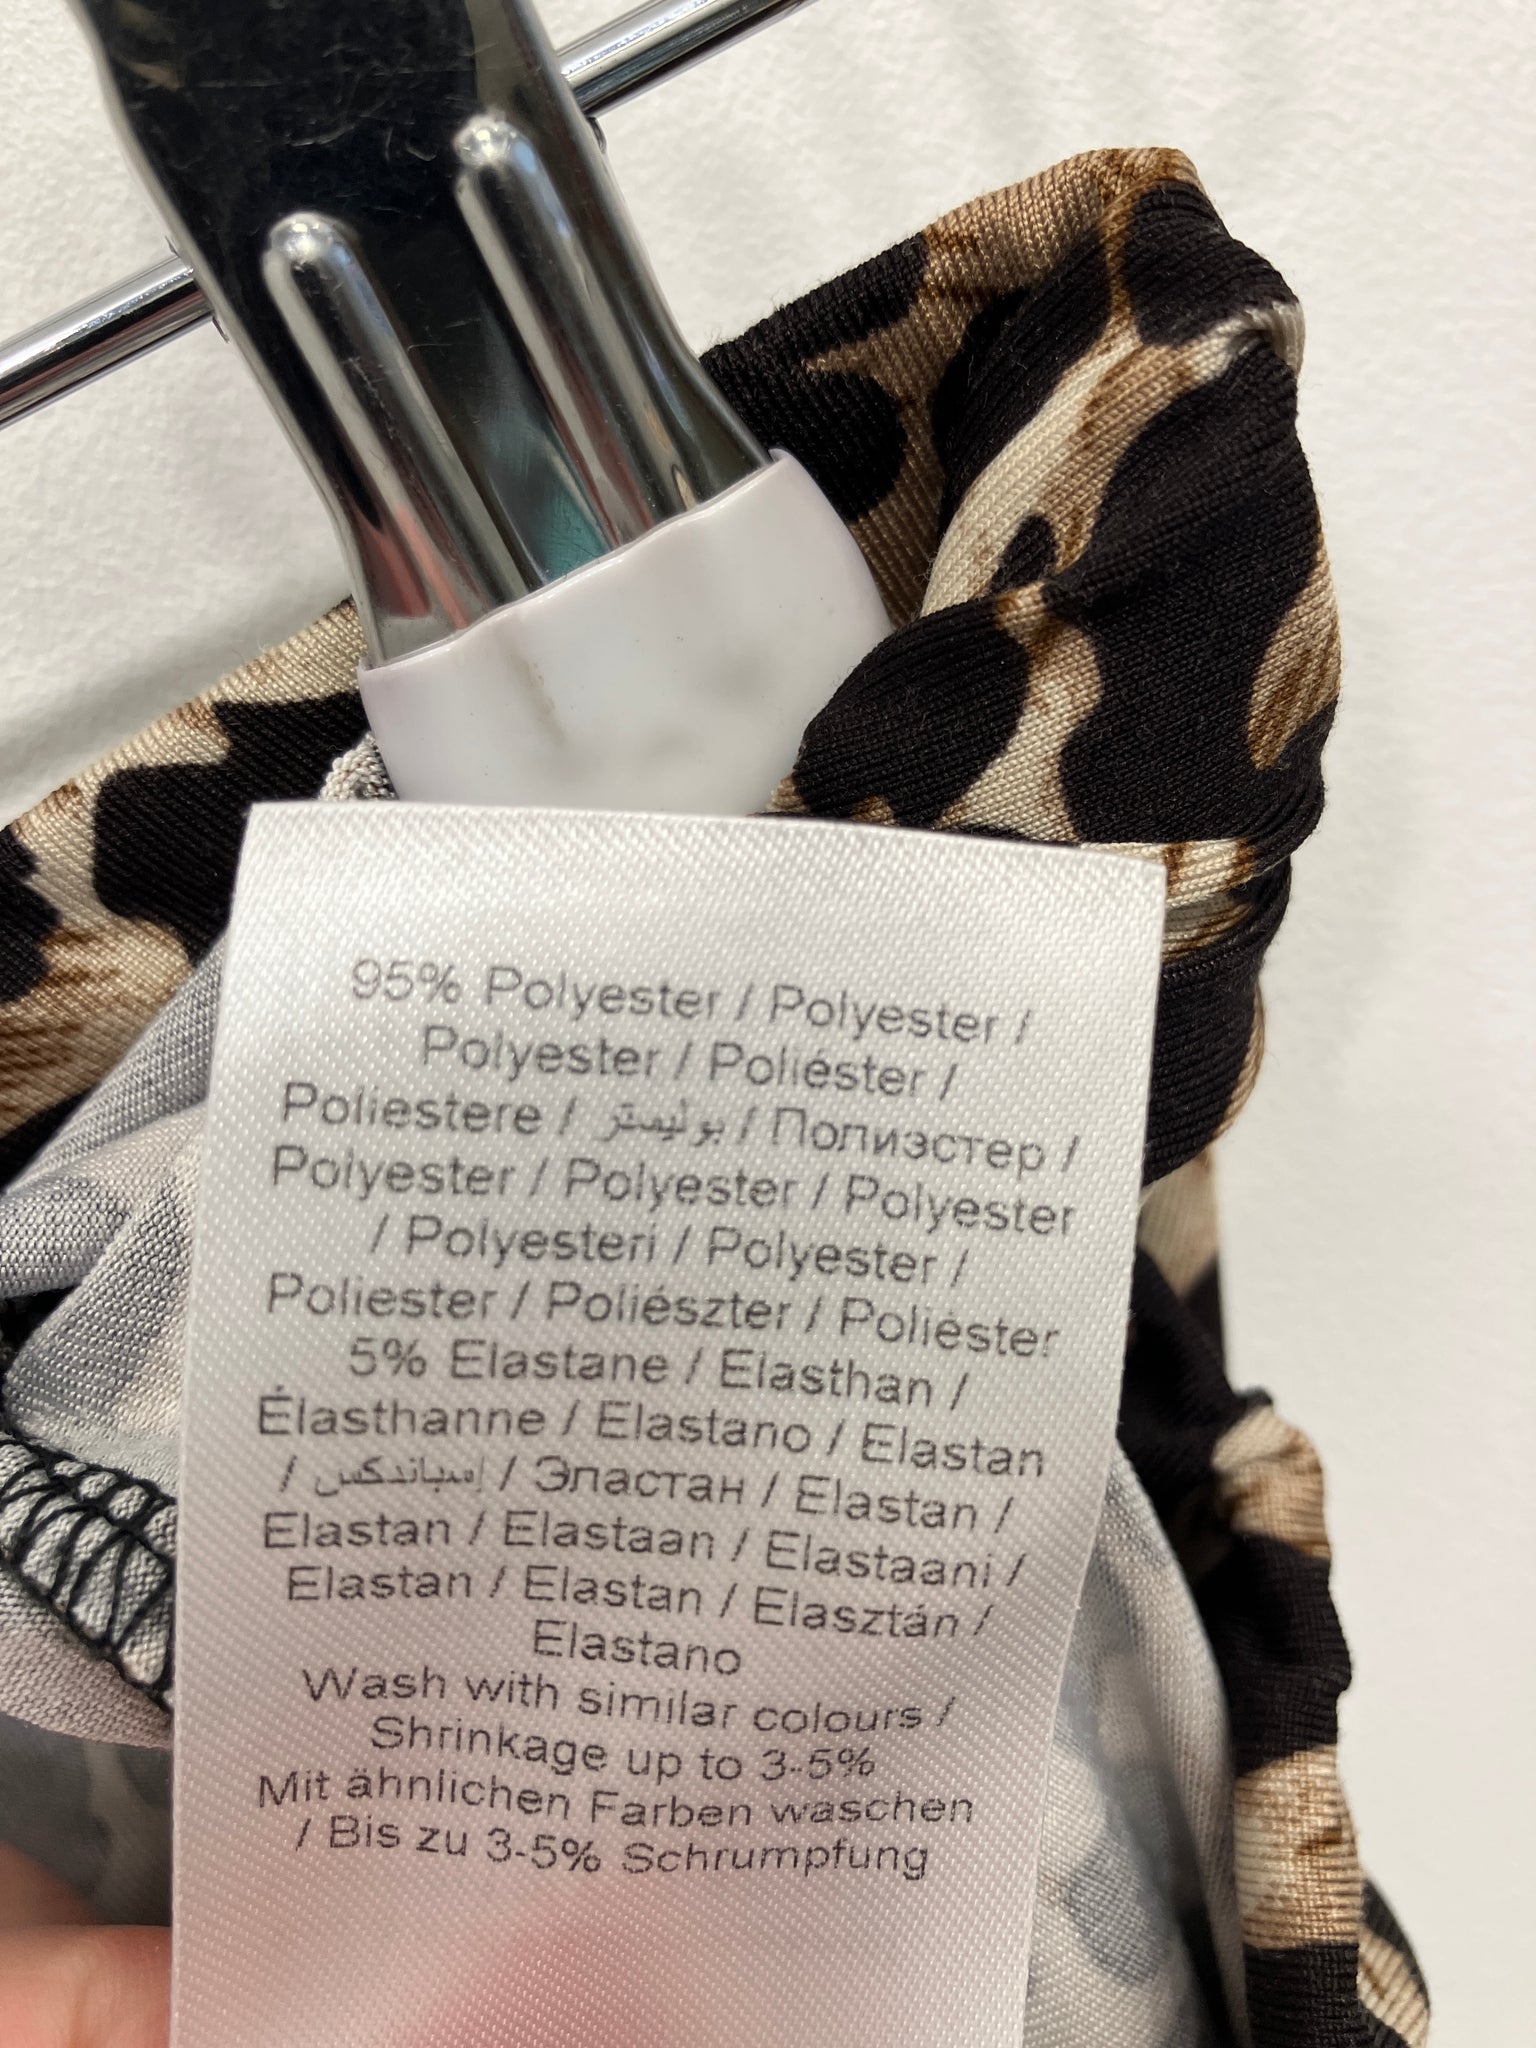 95% Polyester / Polyester /
Polyester / Poliéster /
Poliestere / بوليستر / Полиэстер /
Polyester / Polyester / Polyester
/ Polyesteri / Polyester /
Poliester / Poliészter / Poliéster
5% Elastane / Elasthan /
Élasthanne / Elastano / Elastan
/ إسباندكس / Эластан / Elastan /
Elastan / Elastaan / Elastaani /
Elastan / Elastan / Elasztán /
Elastano
Wash with similar colours /
Shrinkage up to 3-5%
Mit ähnlichen Farben waschen
/ Bis zu 3-5% Schrumpfung